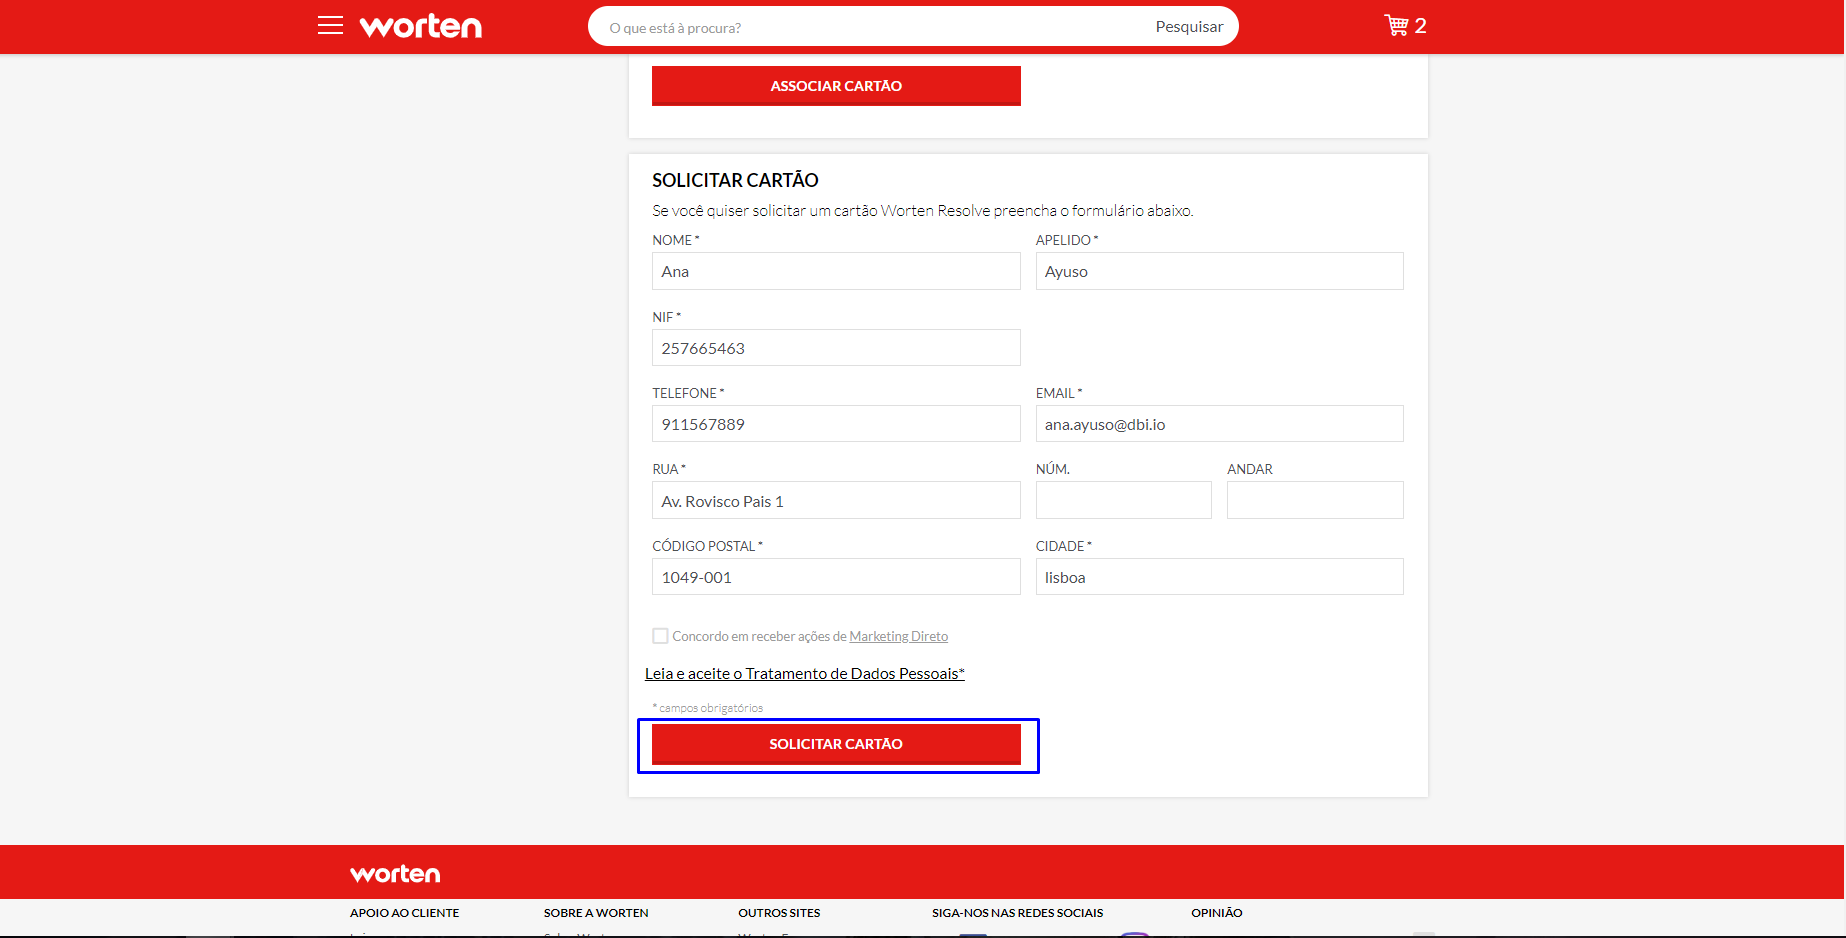 worten
O que está à procura?
Pesquisar
2
ASSOCIAR CARTÃO
SOLICITAR CARTÃO
Se você quiser solicitar um cartão Worten Resolve preencha o formulário abaixo.
NOME *
APELIDO *
Ana
Ayuso
NIF *
257665463
TELEFONE *
EMAIL *
911567889
ana.ayuso@dbi.io
RUA *
NÚM.
ANDAR
Av. Rovisco Pais 1
CÓDIGO POSTAL *
CIDADE *
1049-001
lisboa
Concordo em receber ações de Marketing Direto
Leia e aceite o Tratamento de Dados Pessoais*
* campos obrigatórios
SOLICITAR CARTÃO
worten
APOIO AO CLIENTE
SOBRE A WORTEN
OUTROS SITES
SIGA-NOS NAS REDES SOCIAIS
OPINIÃO